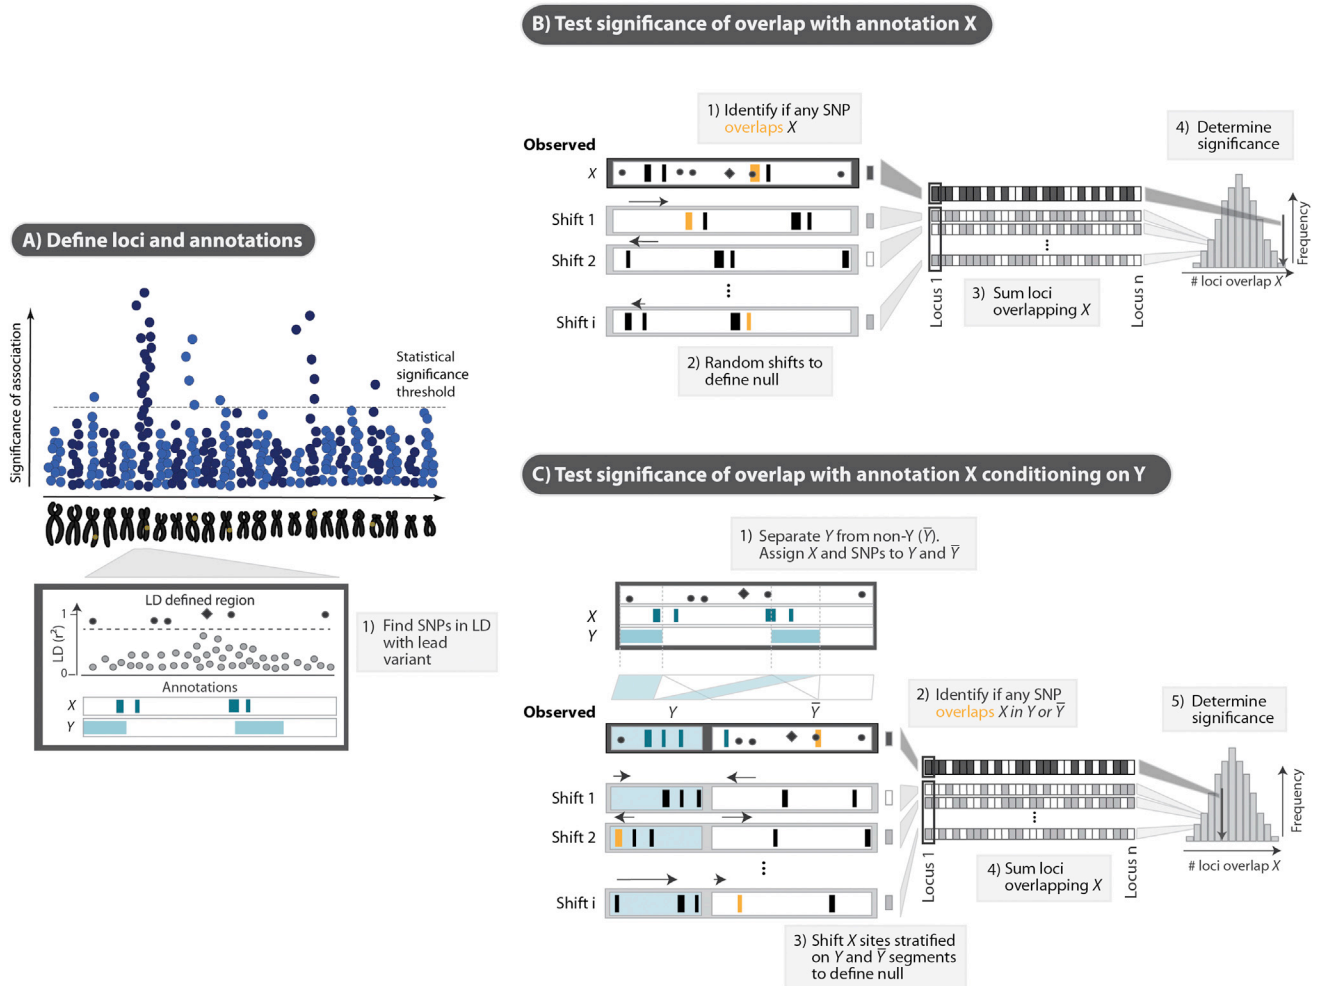 A) Define loci and annotations
Significance of association
Statistical
significance
threshold
LD defined region
1
LD (r²)
0
Annotations
X
Y
1) Find SNPs in LD
with lead
variant
B) Test significance of overlap with annotation X
1) Identify if any SNP
overlaps X
Observed
X
Shift 1
Shift 2
Shift i
2) Random shifts to
define null
Locus 1
3) Sum loci
overlapping X
Locus n
4) Determine
significance
Frequency
# loci overlap X
C) Test significance of overlap with annotation X conditioning on Y
1) Separate Y from non-Y (Y̅).
Assign X and SNPs to Y and Y̅
X
Y
Observed
Y
Y̅
2) Identify if any SNP
overlaps X in Y or Y̅
Shift 1
Shift 2
Shift i
3) Shift X sites stratified
on Y and Y̅ segments
to define null
Locus 1
4) Sum loci
overlapping X
Locus n
5) Determine
significance
Frequency
# loci overlap X